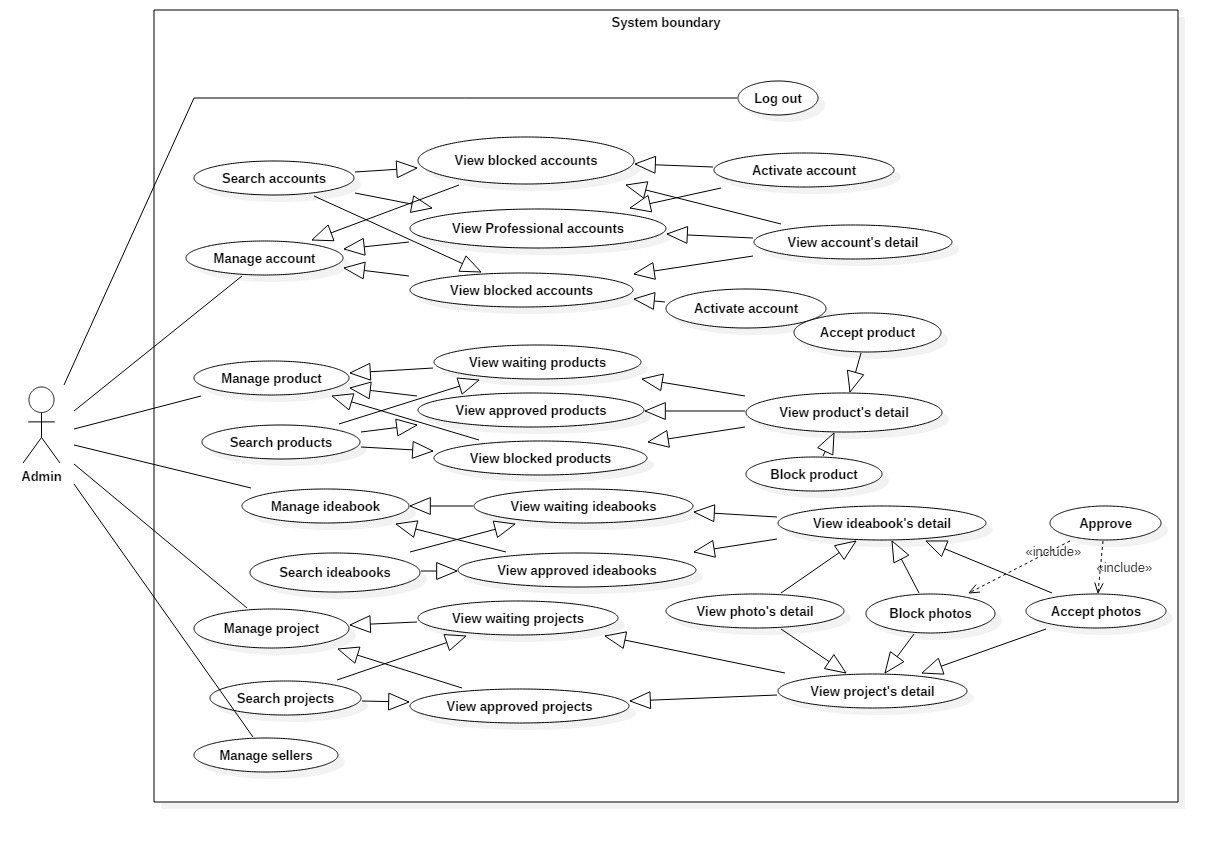 System boundary
Log out
View blocked accounts
Activate account
Search accounts
View Professional accounts
View account's detail
Manage account
View blocked accounts
Activate account
Accept product
View waiting products
Manage product
View approved products
View product's detail
Search products
View blocked products
Block product
Admin
Manage ideabook
View waiting ideabooks
View ideabook's detail
Approve
«include»
«include»
Search ideabooks
View approved ideabooks
View photo's detail
Block photos
Accept photos
Manage project
View waiting projects
View project's detail
Search projects
View approved projects
Manage sellers